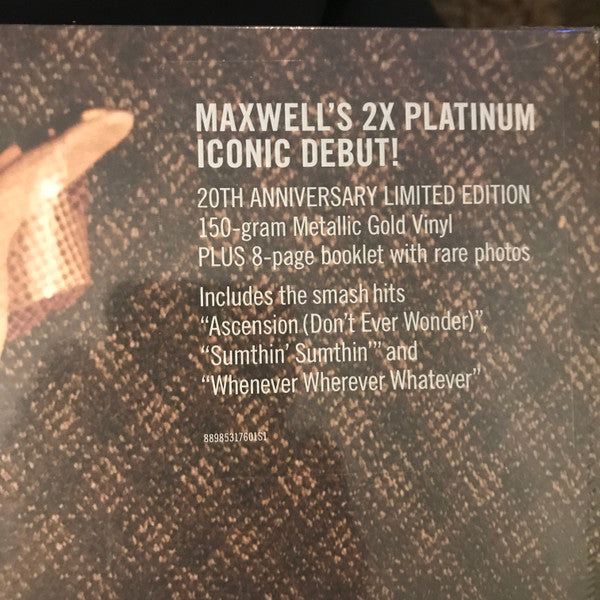 MAXWELL'S 2X PLATINUM
ICONIC DEBUT!
20TH ANNIVERSARY LIMITED EDITION
150-gram Metallic Gold Vinyl
PLUS 8-page booklet with rare photos
Includes the smash hits
“Ascension (Don't Ever Wonder)”,
“Sumthin' Sumthin'” and
“Whenever Wherever Whatever”
88985317601S1